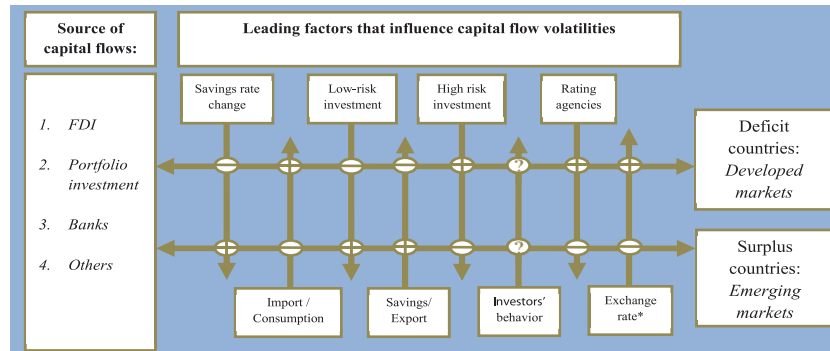 Source of
capital flows:
Leading factors that influence capital flow volatilities
1. FDI
2. Portfolio
investment
3. Banks
4. Others
Savings rate
change
Low-risk
investment
High risk
investment
Rating
agencies
?
?
Import /
Consumption
Savings/
Export
Investors'
behavior
Exchange
rate*
Deficit
countries:
Developed
markets
Surplus
countries:
Emerging
markets